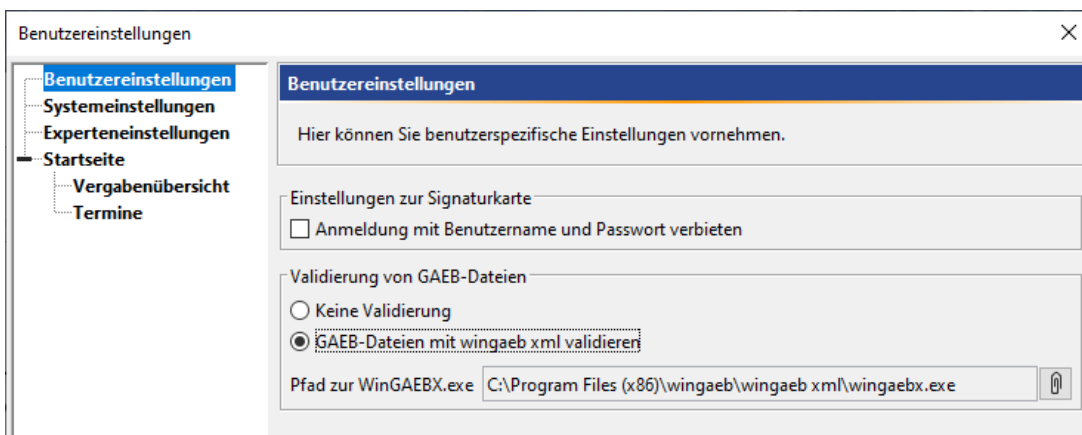 Benutzereinstellungen
Benutzereinstellungen
Systemeinstellungen
Experteneinstellungen
Startseite
Vergabenübersicht
Termine
Benutzereinstellungen
Hier können Sie benutzerspezifische Einstellungen vornehmen.
Einstellungen zur Signaturkarte
Anmeldung mit Benutzername und Passwort verbieten
Validierung von GAEB-Dateien
Keine Validierung
GAEB-Dateien mit wingaeb xml validieren
Pfad zur WinGAEBX.exe C:\Program Files (x86)\wingaeb\wingaeb xml\wingaebx.exe